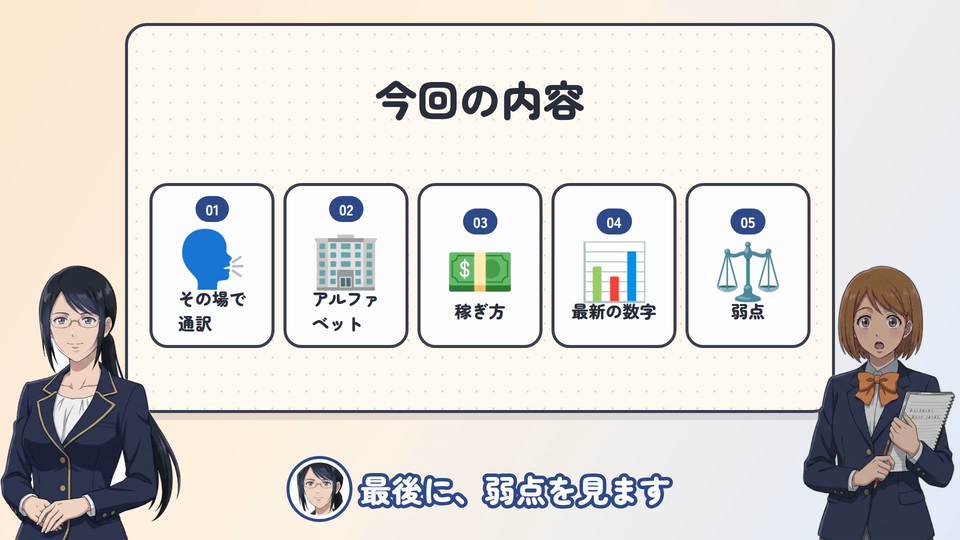 今回の内容
01
その場で
通訳
02
アルファ
ベット
03
稼ぎ方
04
最新の数字
05
弱点
最後に、弱点を見ます